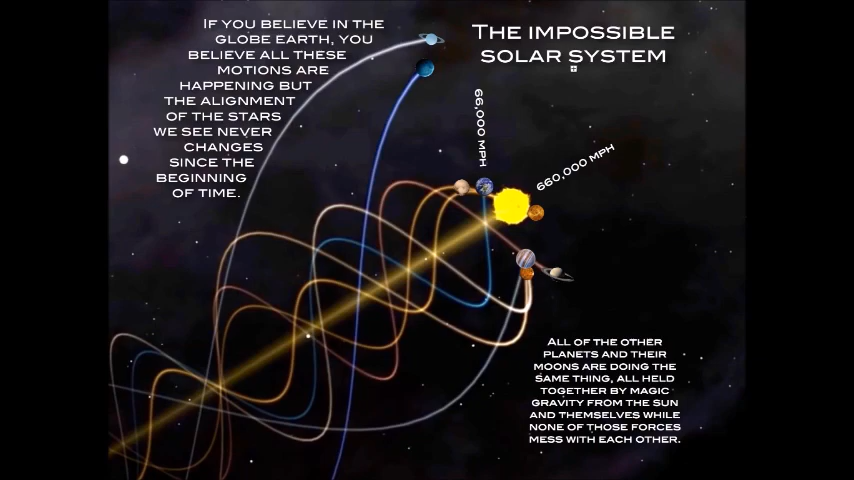 If you believe in the
globe earth, you
believe all these
motions are
happening but
the alignment
of the stars
we see never
changes
since the
beginning
of time.
The impossible
solar system
66,000 mph
660,000 mph
All of the other
planets and their
moons are doing the
same thing, all held
together by magic
gravity from the sun
and themselves while
none of those forces
mess with each other.